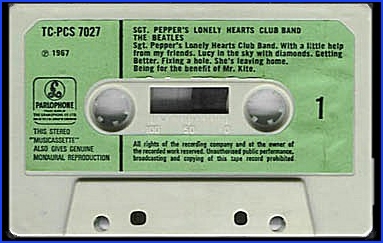 TC-PCS 7027
℗ 1967
SGT. PEPPER'S LONELY HEARTS CLUB BAND
THE BEATLES
Sgt. Pepper's Lonely Hearts Club Band. With a little help
from my friends. Lucy in the sky with diamonds. Getting
Better. Fixing a hole. She's leaving home.
Being for the benefit of Mr. Kite.
PARLOPHONE
1
100 50 0
THIS STEREO
"MUSICASSETTE"
ALSO GIVES GENUINE
MONAURAL REPRODUCTION
All rights of the recording company and of the owner of
the recorded work reserved. Unauthorised public performance,
broadcasting and copying of this tape record prohibited